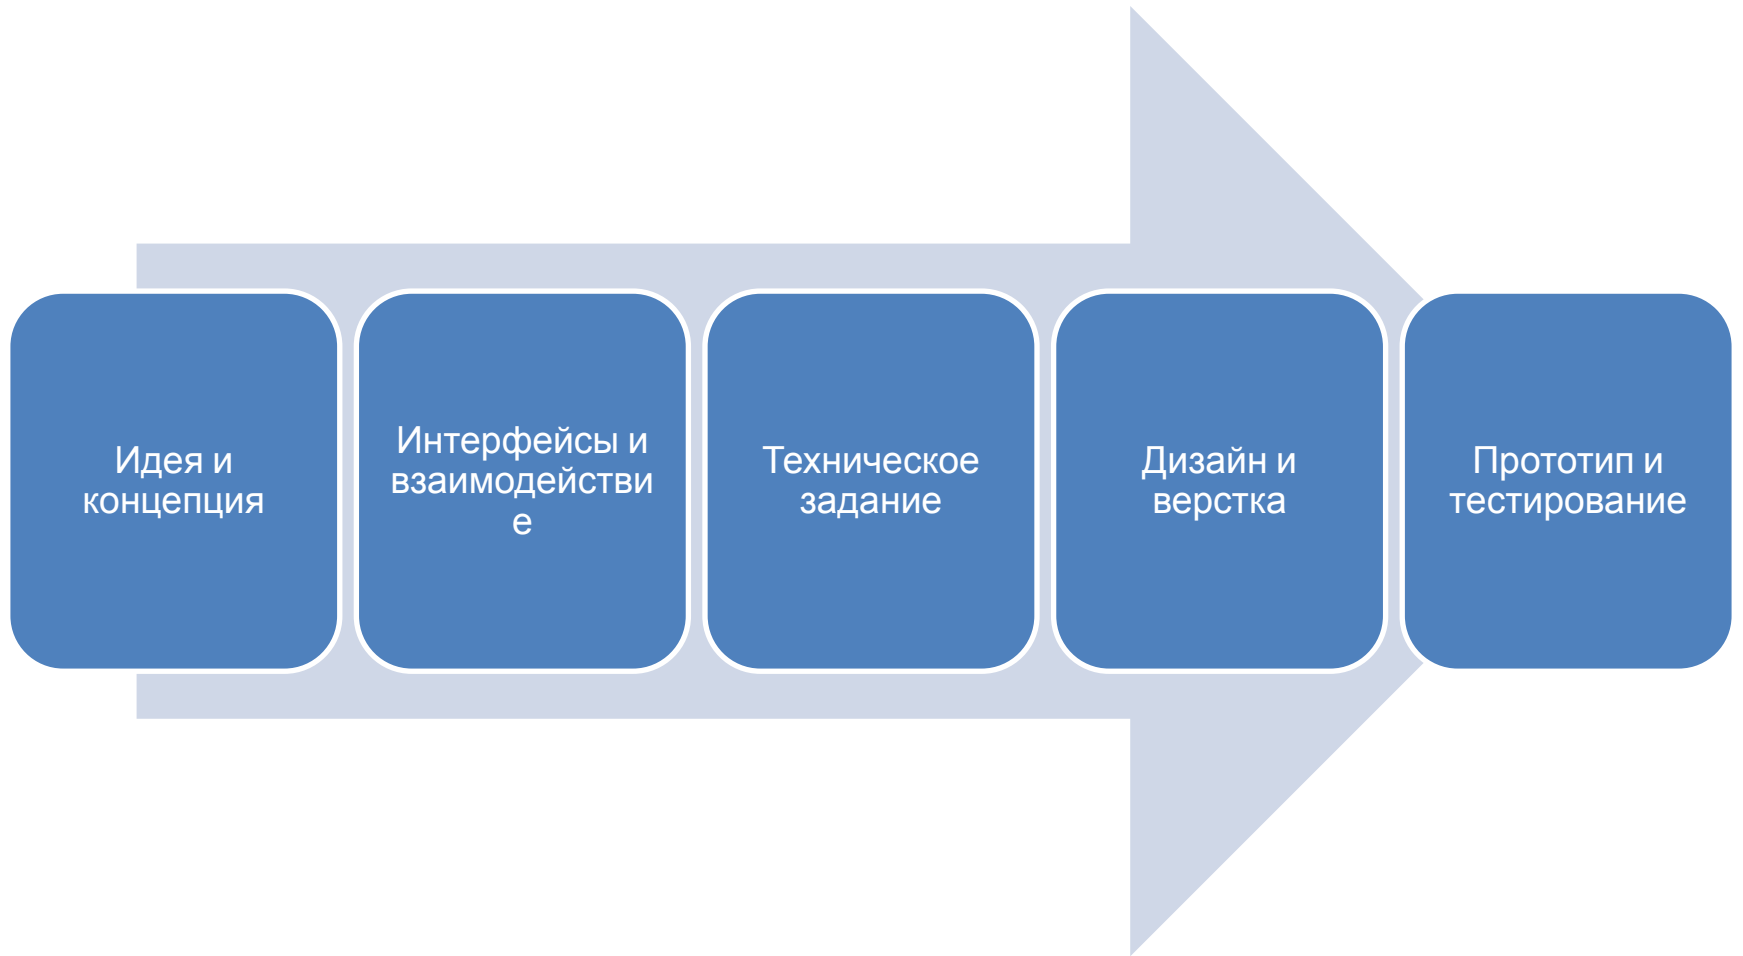 Идея и
концепция
Интерфейсы и
взаимодействи
е
Техническое
задание
Дизайн и
верстка
Прототип и
тестирование